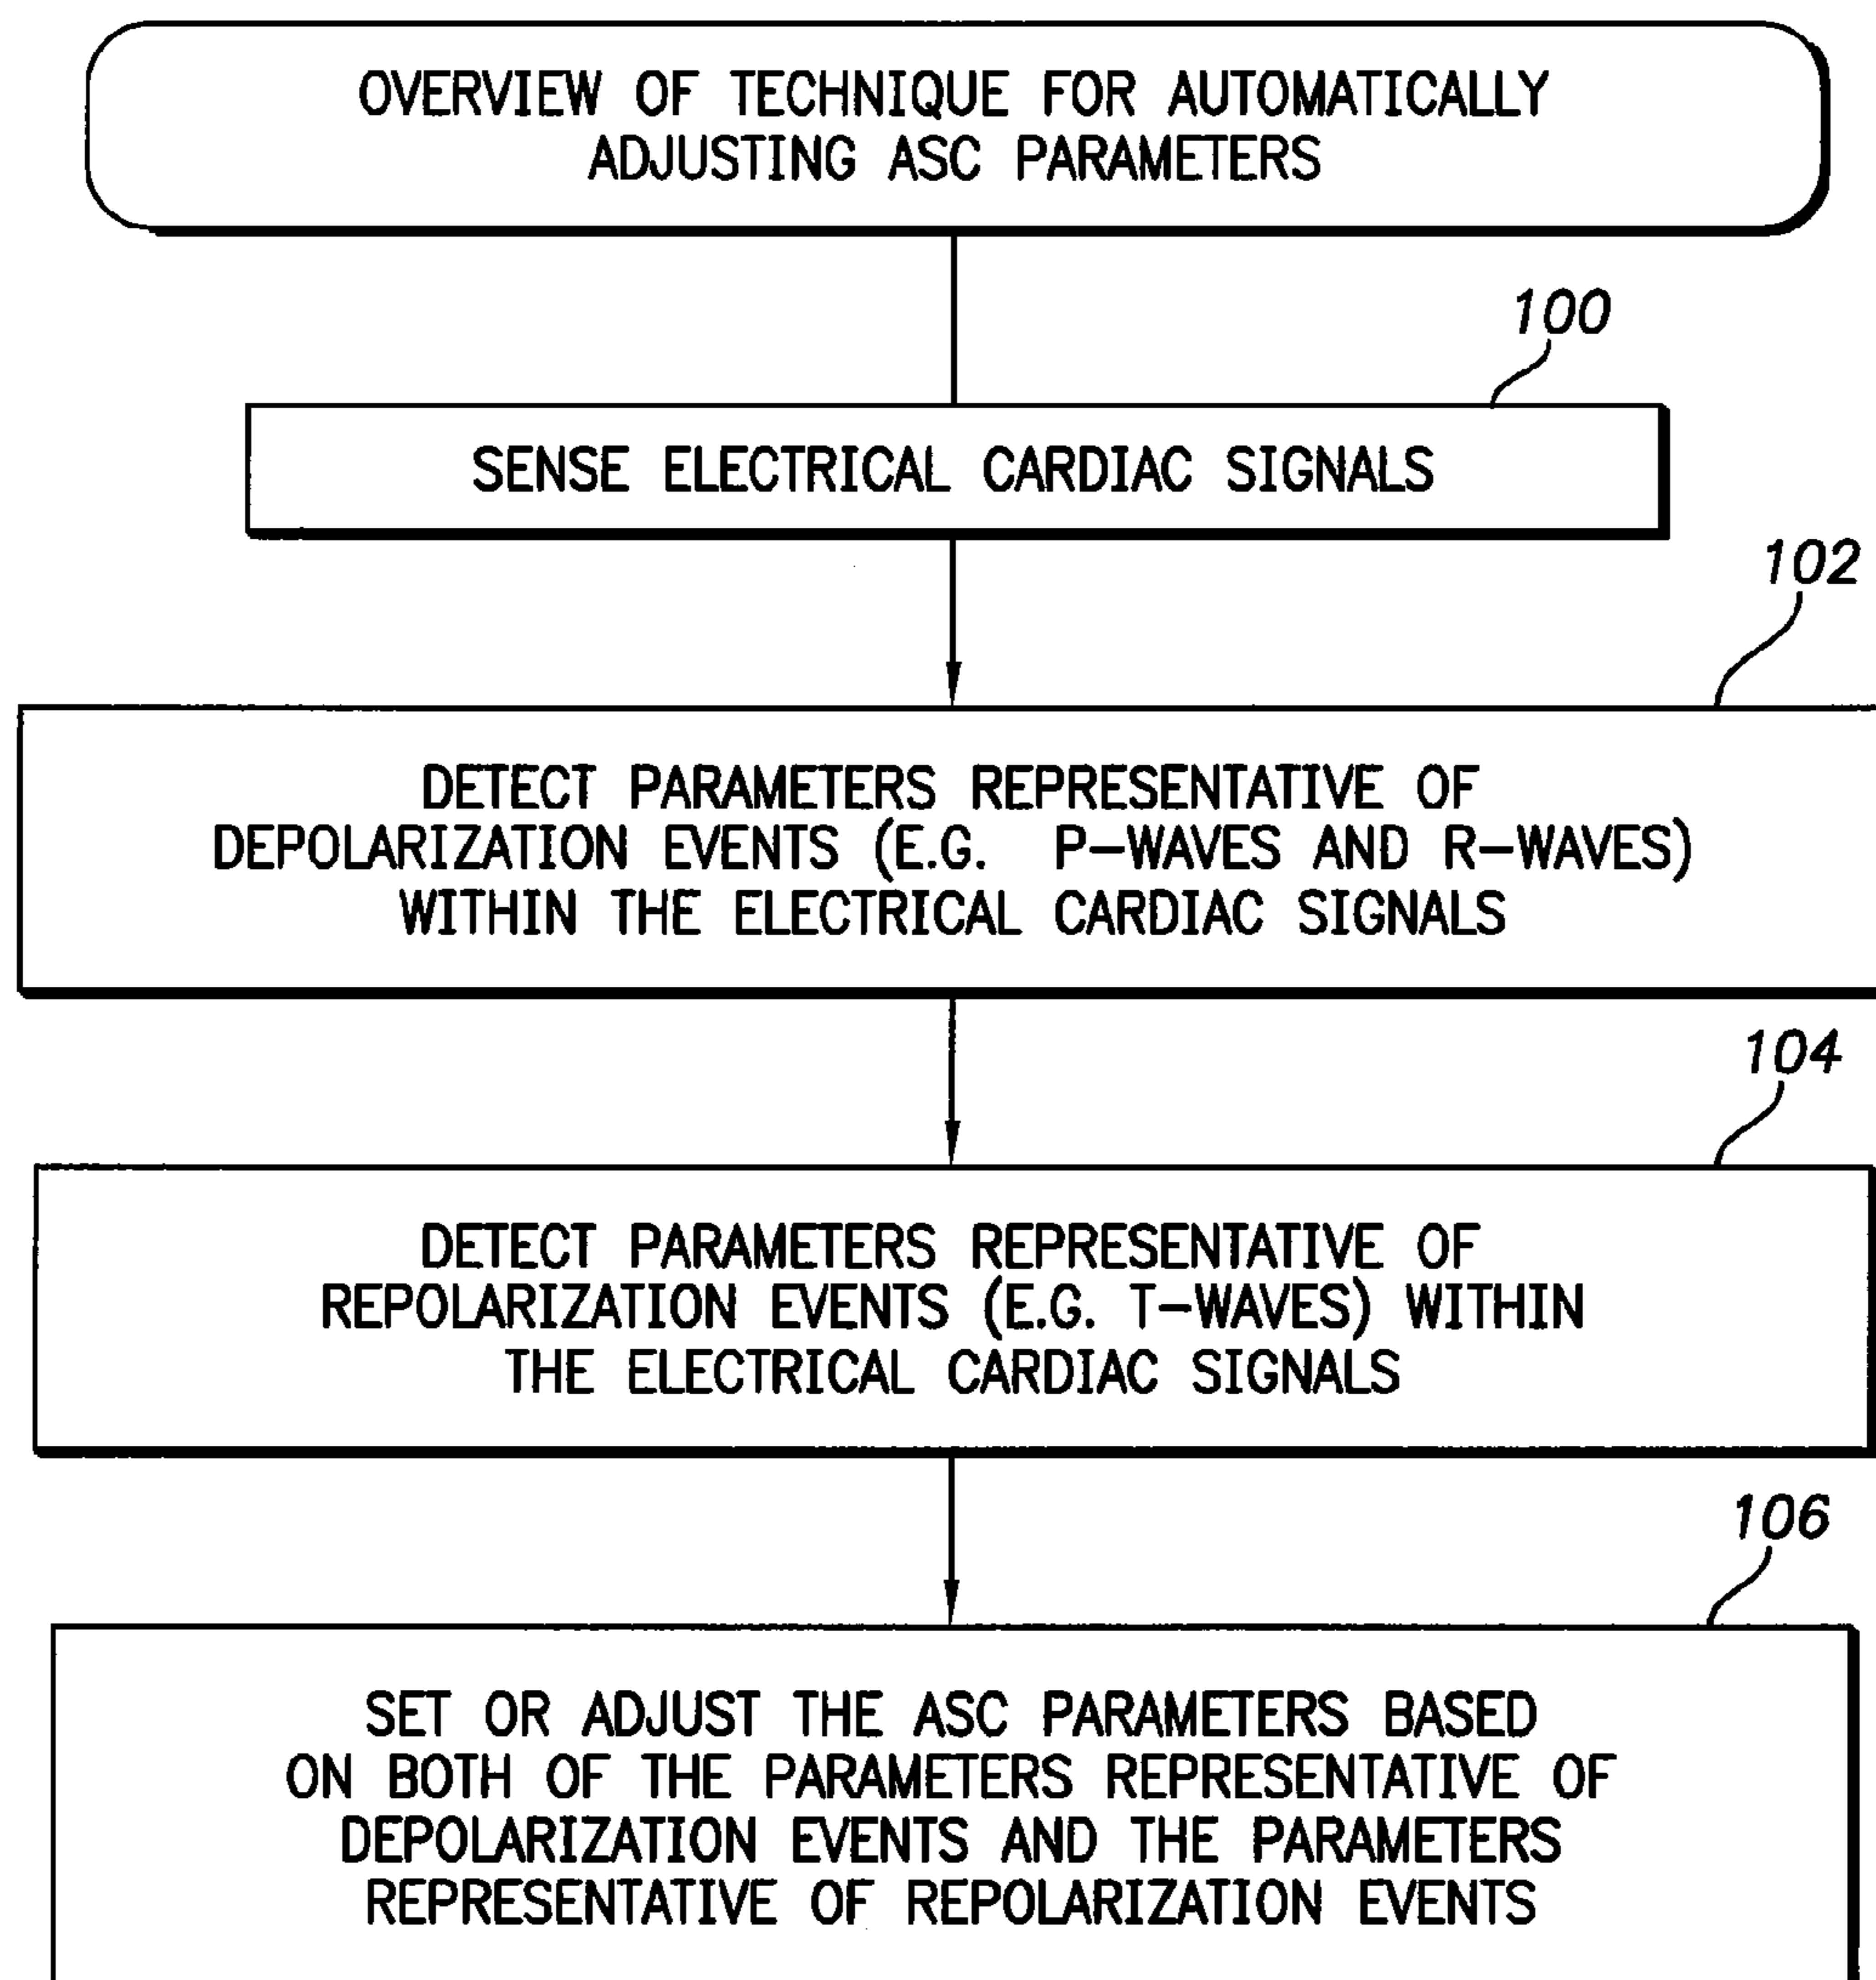 OVERVIEW OF TECHNIQUE FOR AUTOMATICALLY
ADJUSTING ASC PARAMETERS
100
SENSE ELECTRICAL CARDIAC SIGNALS
102
DETECT PARAMETERS REPRESENTATIVE OF
DEPOLARIZATION EVENTS (E.G. P-WAVES AND R-WAVES)
WITHIN THE ELECTRICAL CARDIAC SIGNALS
104
DETECT PARAMETERS REPRESENTATIVE OF
REPOLARIZATION EVENTS (E.G. T-WAVES) WITHIN
THE ELECTRICAL CARDIAC SIGNALS
106
SET OR ADJUST THE ASC PARAMETERS BASED
ON BOTH OF THE PARAMETERS REPRESENTATIVE OF
DEPOLARIZATION EVENTS AND THE PARAMETERS
REPRESENTATIVE OF REPOLARIZATION EVENTS